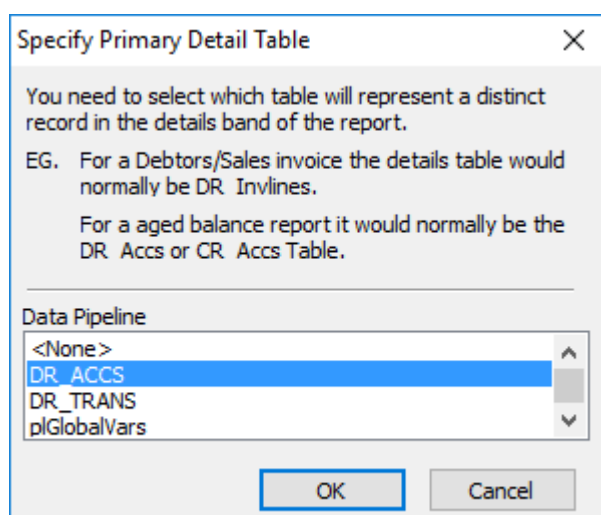 Specify Primary Detail Table
You need to select which table will represent a distinct
record in the details band of the report.
EG. For a Debtors/Sales invoice the details table would
normally be DR Invlines.
For a aged balance report it would normally be the
DR Accs or CR Accs Table.
Data Pipeline
<None>
DR_ACCS
DR_TRANS
plGlobalVars
OK Cancel